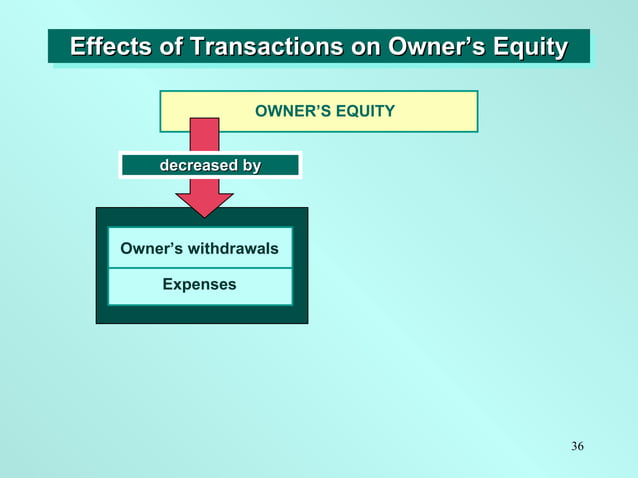 Effects of Transactions on Owner’s Equity
OWNER’S EQUITY
decreased by
Owner’s withdrawals
Expenses
36